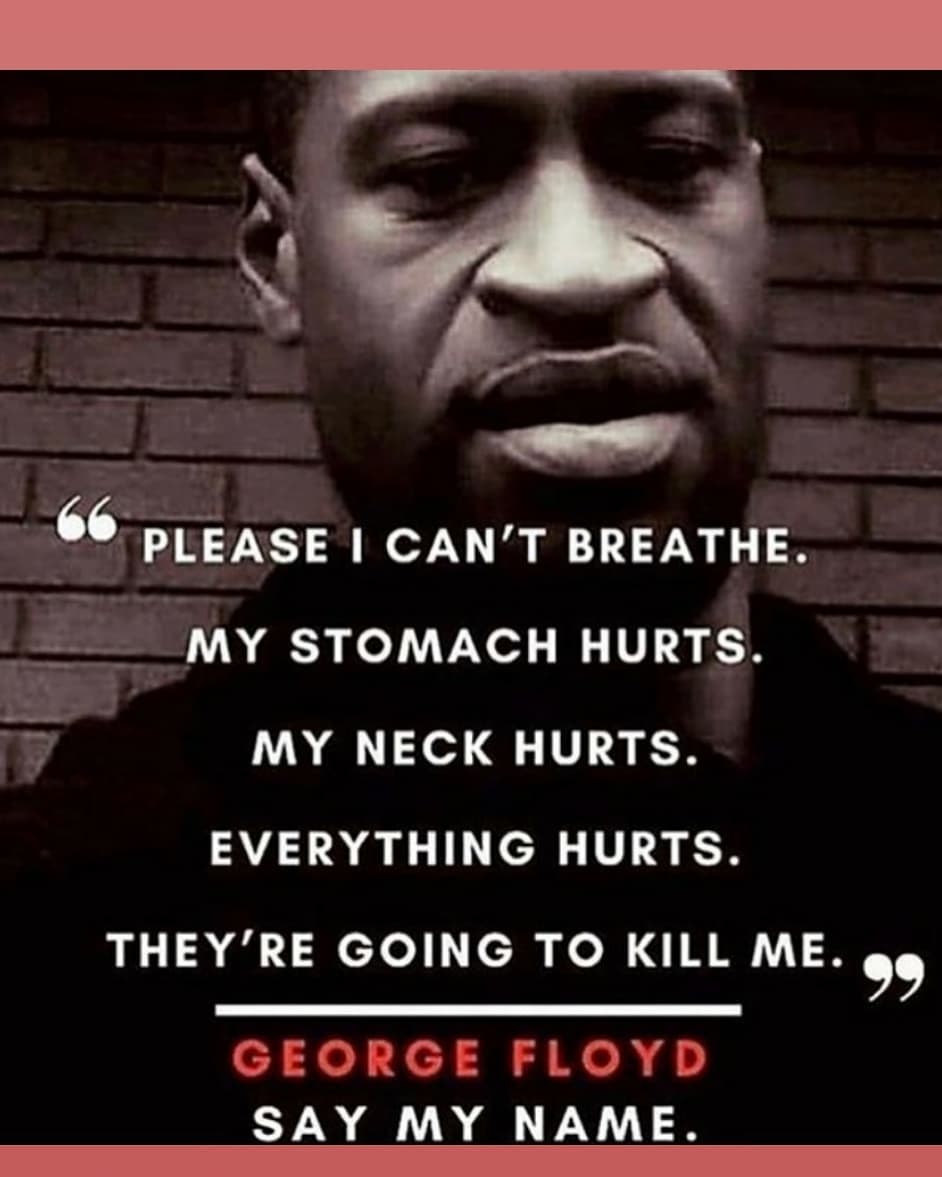 “ PLEASE I CAN’T BREATHE.
MY STOMACH HURTS.
MY NECK HURTS.
EVERYTHING HURTS.
THEY’RE GOING TO KILL ME. ”
GEORGE FLOYD
SAY MY NAME.